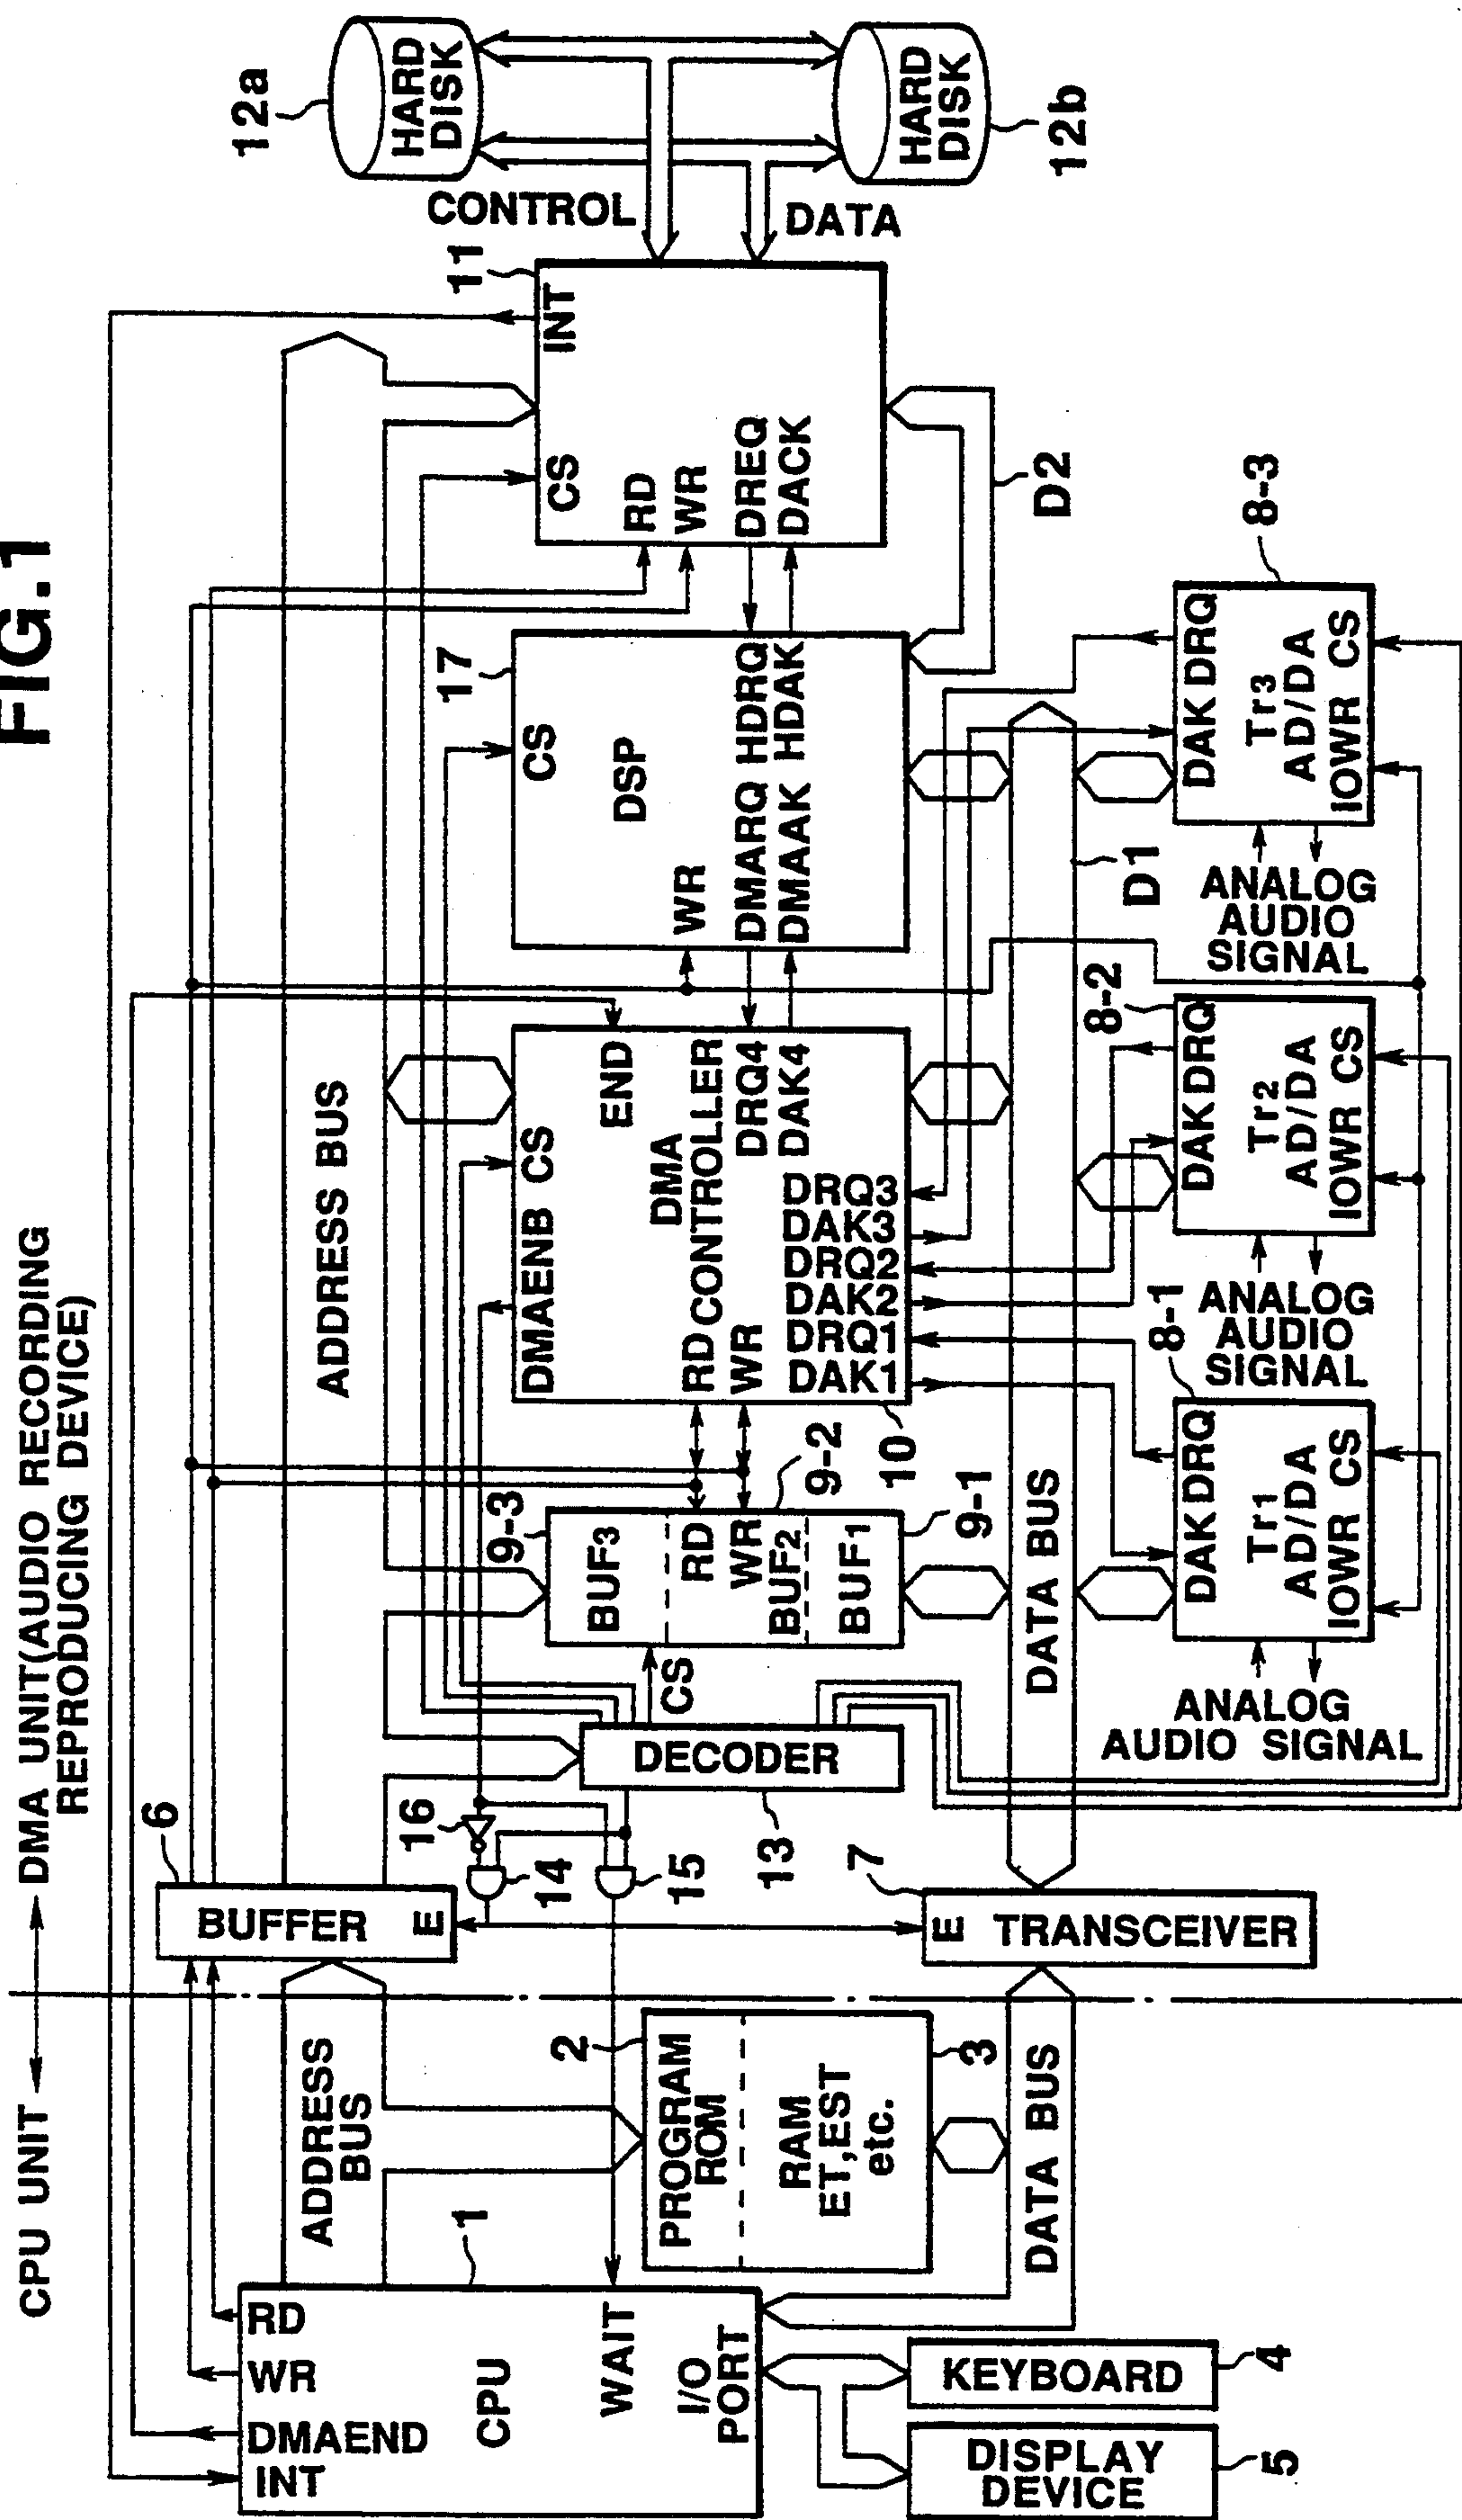 FIG.1
CPU UNIT
DMA UNIT(AUDIO RECORDING
REPRODUCING DEVICE)
RD
WR
DMAEND
INT
CPU
WAIT
I/O
PORT
1
ADDRESS
BUS
2
PROGRAM
ROM
RAM
ET,EST
etc.
3
DATA BUS
KEYBOARD
4
DISPLAY
DEVICE
5
6
BUFFER
E
16
14
15
7
E
TRANSCEIVER
DECODER
13
CS
ADDRESS BUS
9-3
BUF3
RD
WR
BUF2
BUF1
9-2
9-1
DATA BUS
DMAENB
CS
END
DMA
CONTROLLER
RD
WR
DRQ4
DAK4
DRQ3
DAK3
DRQ2
DAK2
DRQ1
DAK1
10
17
CS
DSP
WR
DMARQ
HDRQ
DMAAK
HDAK
11
INT
CS
RD
WR
DREQ
DACK
D2
D1
CONTROL
DATA
12a
HARD
DISK
HARD
DISK
12b
8-1
DAK
DRQ
Tr1
AD/DA
IOWR
CS
ANALOG
AUDIO SIGNAL
8-2
DAK
DRQ
Tr2
AD/DA
IOWR
CS
ANALOG
AUDIO
SIGNAL
8-3
DAK
DRQ
Tr3
AD/DA
IOWR
CS
ANALOG
AUDIO
SIGNAL